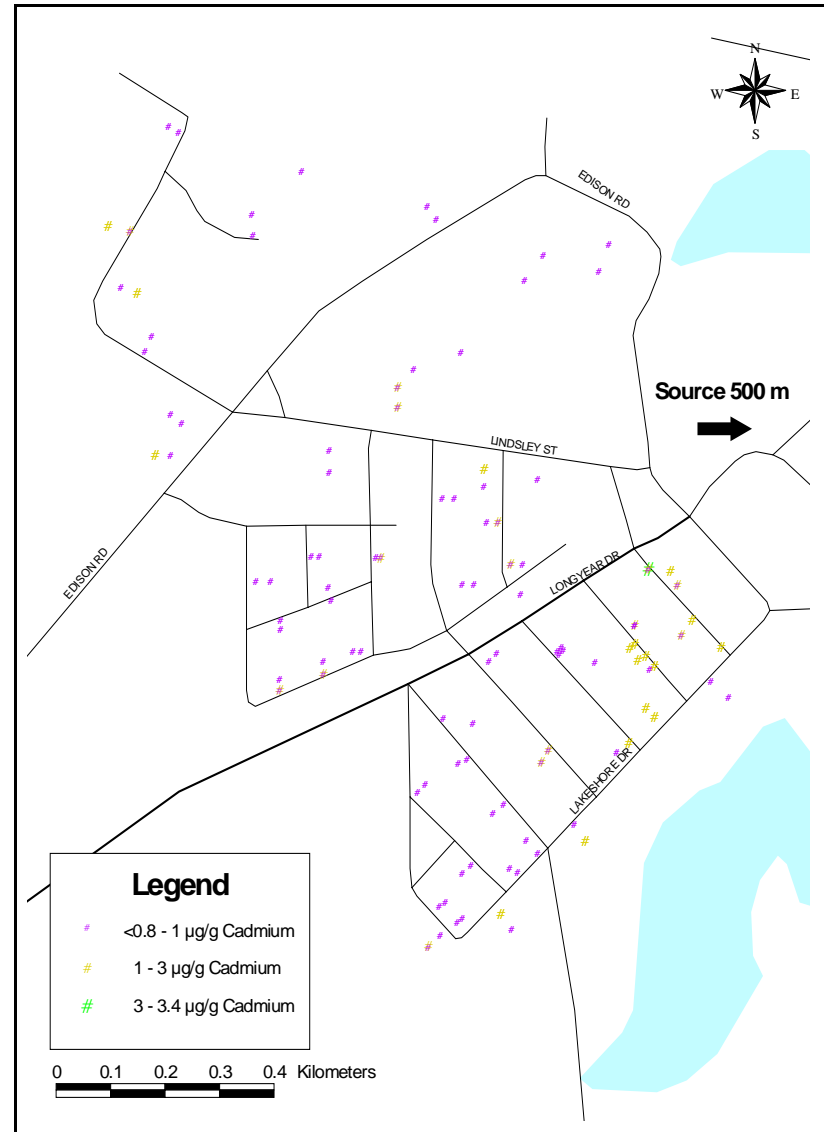 N
W E
S
EDISON RD
Source 500 m
LINDSLEY ST
EDISON RD
LONGYEAR DR
LAKESHORE DR
Legend
# <0.8 - 1 µg/g Cadmium
# 1 - 3 µg/g Cadmium
# 3 - 3.4 µg/g Cadmium
0 0.1 0.2 0.3 0.4 Kilometers